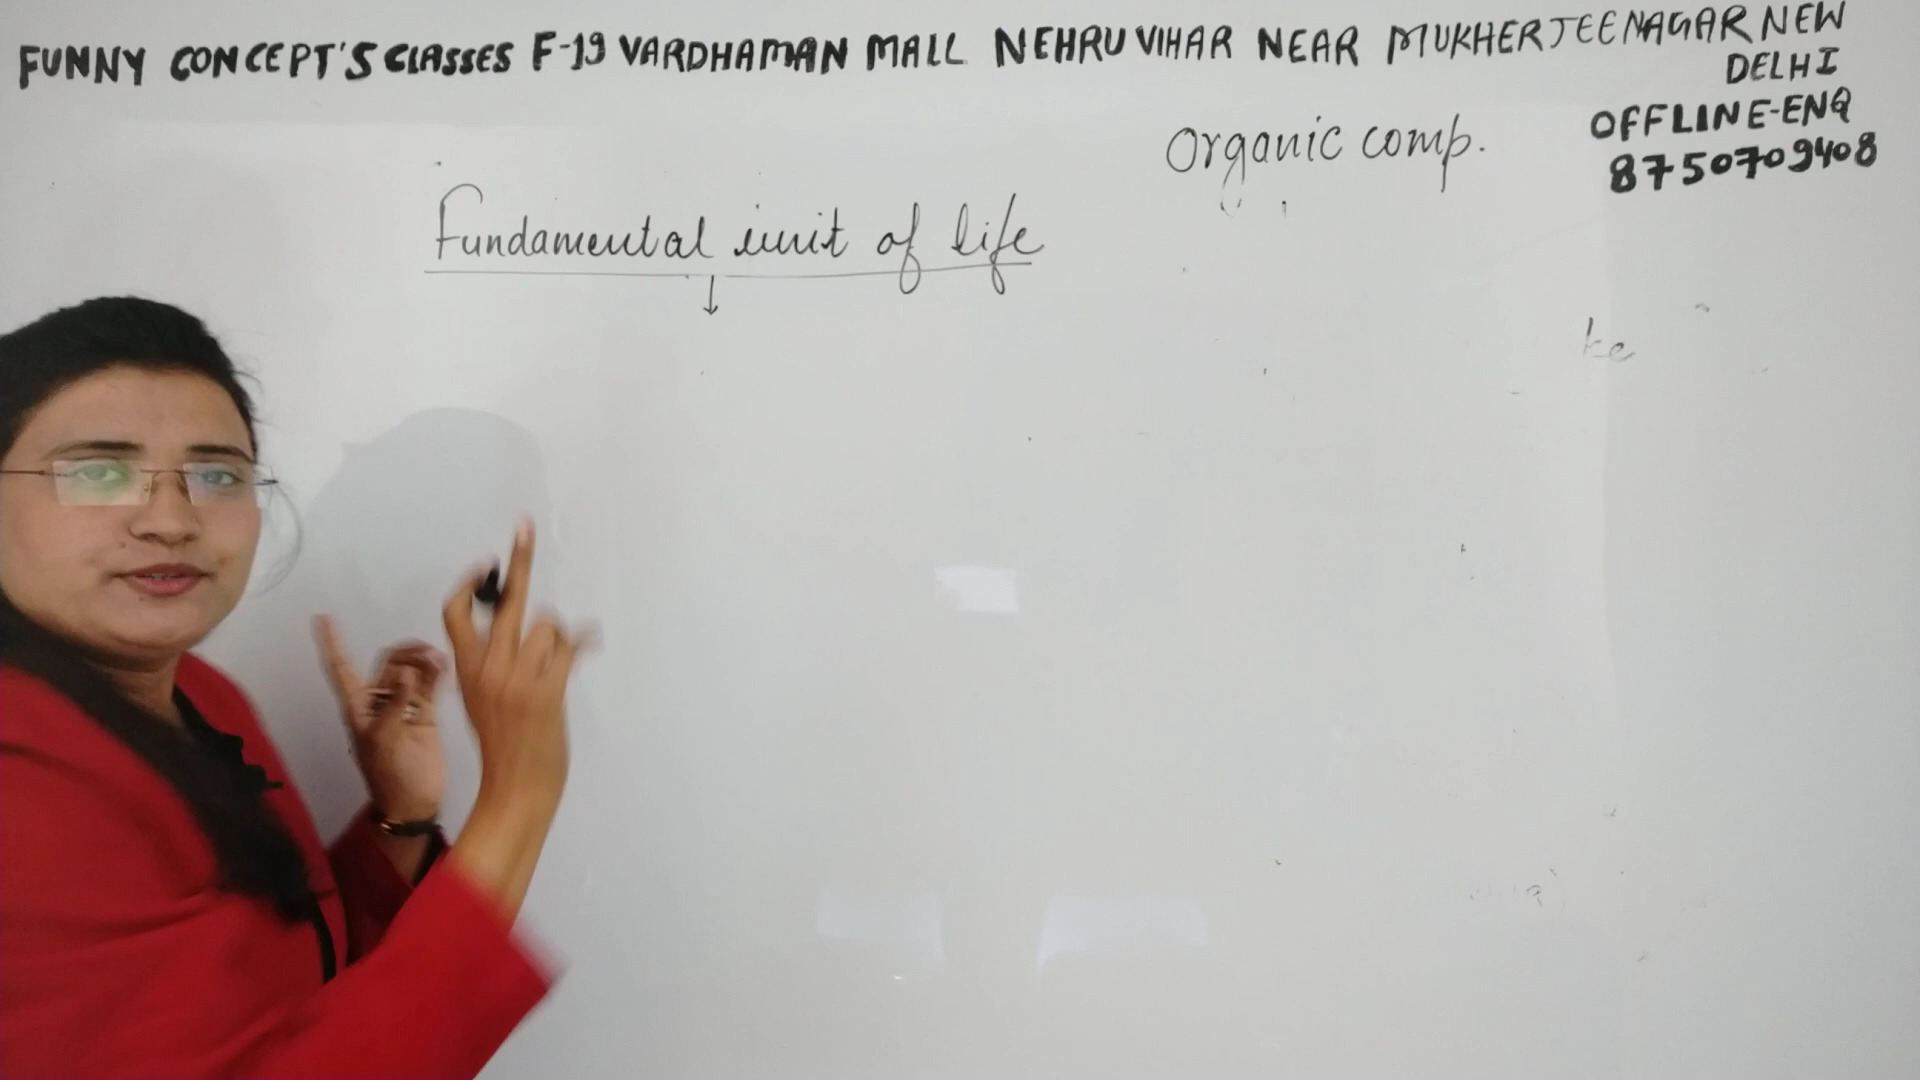 FUNNY CONCEPT'S CLASSES F-19 VARDHAMAN MALL NEHRU VIHAR NEAR MUKHERJEE NAGAR NEW
DELHI
OFFLINE-ENQ
8750709408
Organic comp.
Fundamental unit of life
ke